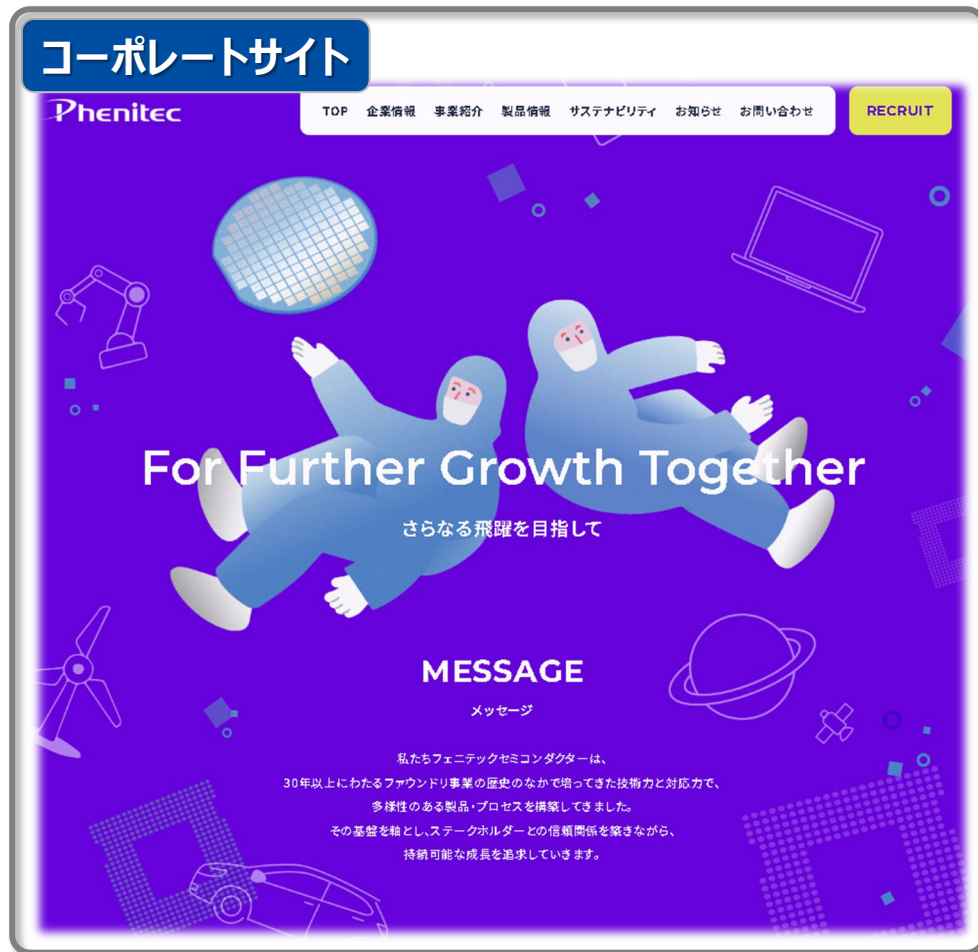 コーポレートサイト
Phenitec
TOP 企業情報 事業紹介 製品情報 サステナビリティ お知らせ お問い合わせ RECRUIT
For Further Growth Together
さらなる飛躍を目指して
MESSAGE
メッセージ
私たちフェニテックセミコンダクターは、
30年以上にわたるファウンドリ事業の歴史のなかで培ってきた技術力と対応力で、
多様性のある製品・プロセスを構築してきました。
その基盤を軸とし、ステークホルダーとの信頼関係を築きながら、
持続可能な成長を追求していきます。